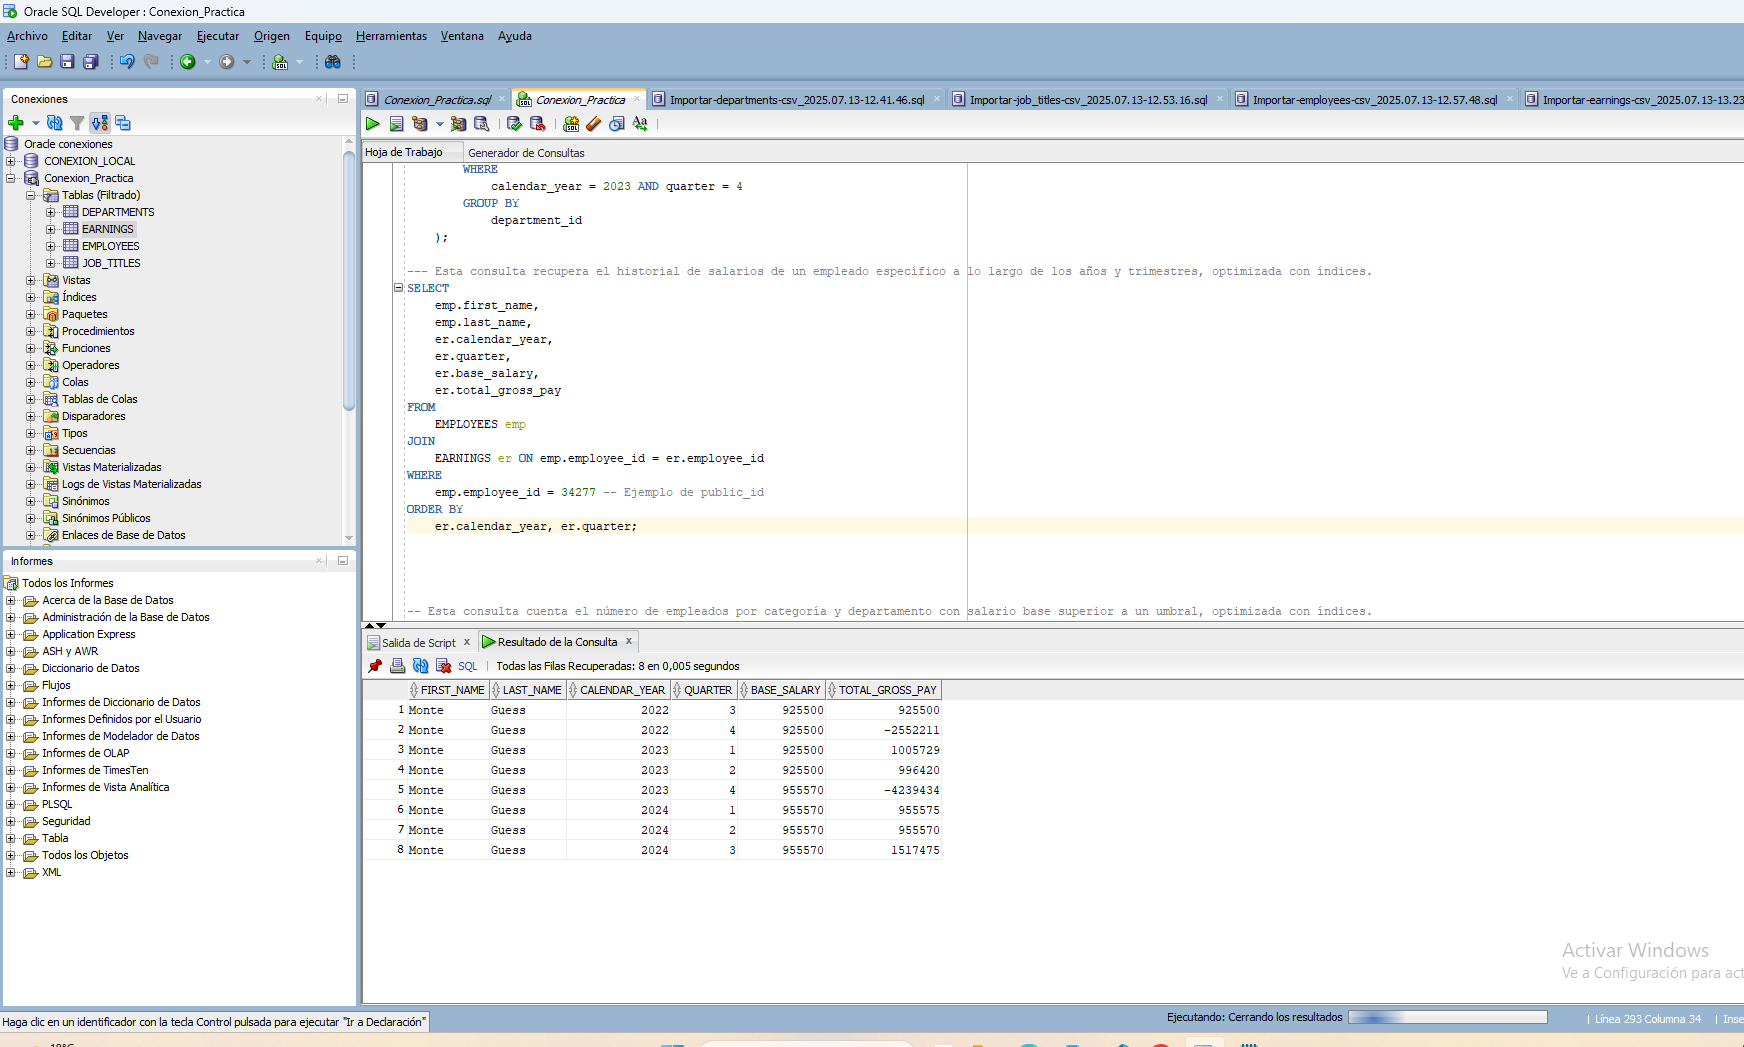 Oracle SQL Developer : Conexion_Practica
Archivo Editar Ver Navegar Ejecutar Origen Equipo Herramientas Ventana Ayuda
Conexiones
Oracle conexiones
CONEXION_LOCAL
Conexion_Practica
Tablas (Filtrado)
DEPARTMENTS
EARNINGS
EMPLOYEES
JOB_TITLES
Vistas
Índices
Paquetes
Procedimientos
Funciones
Operadores
Colas
Tablas de Colas
Disparadores
Tipos
Secuencias
Vistas Materializadas
Logs de Vistas Materializadas
Sinónimos
Sinónimos Públicos
Enlaces de Base de Datos
Informes
Todos los Informes
Acerca de la Base de Datos
Administración de la Base de Datos
Application Express
ASH y AWR
Diccionario de Datos
Flujos
Informes de Diccionario de Datos
Informes Definidos por el Usuario
Informes de Modelador de Datos
Informes de OLAP
Informes de TimesTen
Informes de Vista Analítica
PLSQL
Seguridad
Tabla
Todos los Objetos
XML
Conexion_Practica.sql Conexion_Practica Importar-departments-csv_2025.07.13-12.41.46.sql Importar-job_titles-csv_2025.07.13-12.53.16.sql Importar-employees-csv_2025.07.13-12.57.48.sql Importar-earnings-csv_2025.07.13-13.23
Hoja de Trabajo Generador de Consultas
WHERE
calendar_year = 2023 AND quarter = 4
GROUP BY
department_id
);
--- Esta consulta recupera el historial de salarios de un empleado específico a lo largo de los años y trimestres, optimizada con índices.
SELECT
emp.first_name,
emp.last_name,
er.calendar_year,
er.quarter,
er.base_salary,
er.total_gross_pay
FROM
EMPLOYEES emp
JOIN
EARNINGS er ON emp.employee_id = er.employee_id
WHERE
emp.employee_id = 34277 -- Ejemplo de public_id
ORDER BY
er.calendar_year, er.quarter;
-- Esta consulta cuenta el número de empleados por categoría y departamento con salario base superior a un umbral, optimizada con índices.
Salida de Script x Resultado de la Consulta x
SQL | Todas las Filas Recuperadas: 8 en 0,005 segundos
FIRST_NAME LAST_NAME CALENDAR_YEAR QUARTER BASE_SALARY TOTAL_GROSS_PAY
1 Monte Guess 2022 3 925500 925500
2 Monte Guess 2022 4 925500 -2552211
3 Monte Guess 2023 1 925500 1005729
4 Monte Guess 2023 2 925500 996420
5 Monte Guess 2023 4 955570 -4239434
6 Monte Guess 2024 1 955570 955575
7 Monte Guess 2024 2 955570 955570
8 Monte Guess 2024 3 955570 1517475
Activar Windows
Ve a Configuración para act
Haga clic en un identificador con la tecla Control pulsada para ejecutar "Ir a Declaración"
Ejecutando: Cerrando los resultados
| Línea 293 Columna 34 | Inse